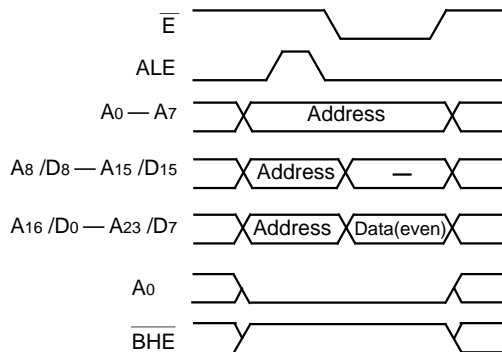 E
ALE
A0 — A7 Address
A8 /D8 — A15 /D15 Address —
A16 /D0 — A23 /D7 Address Data(even)
A0
BHE